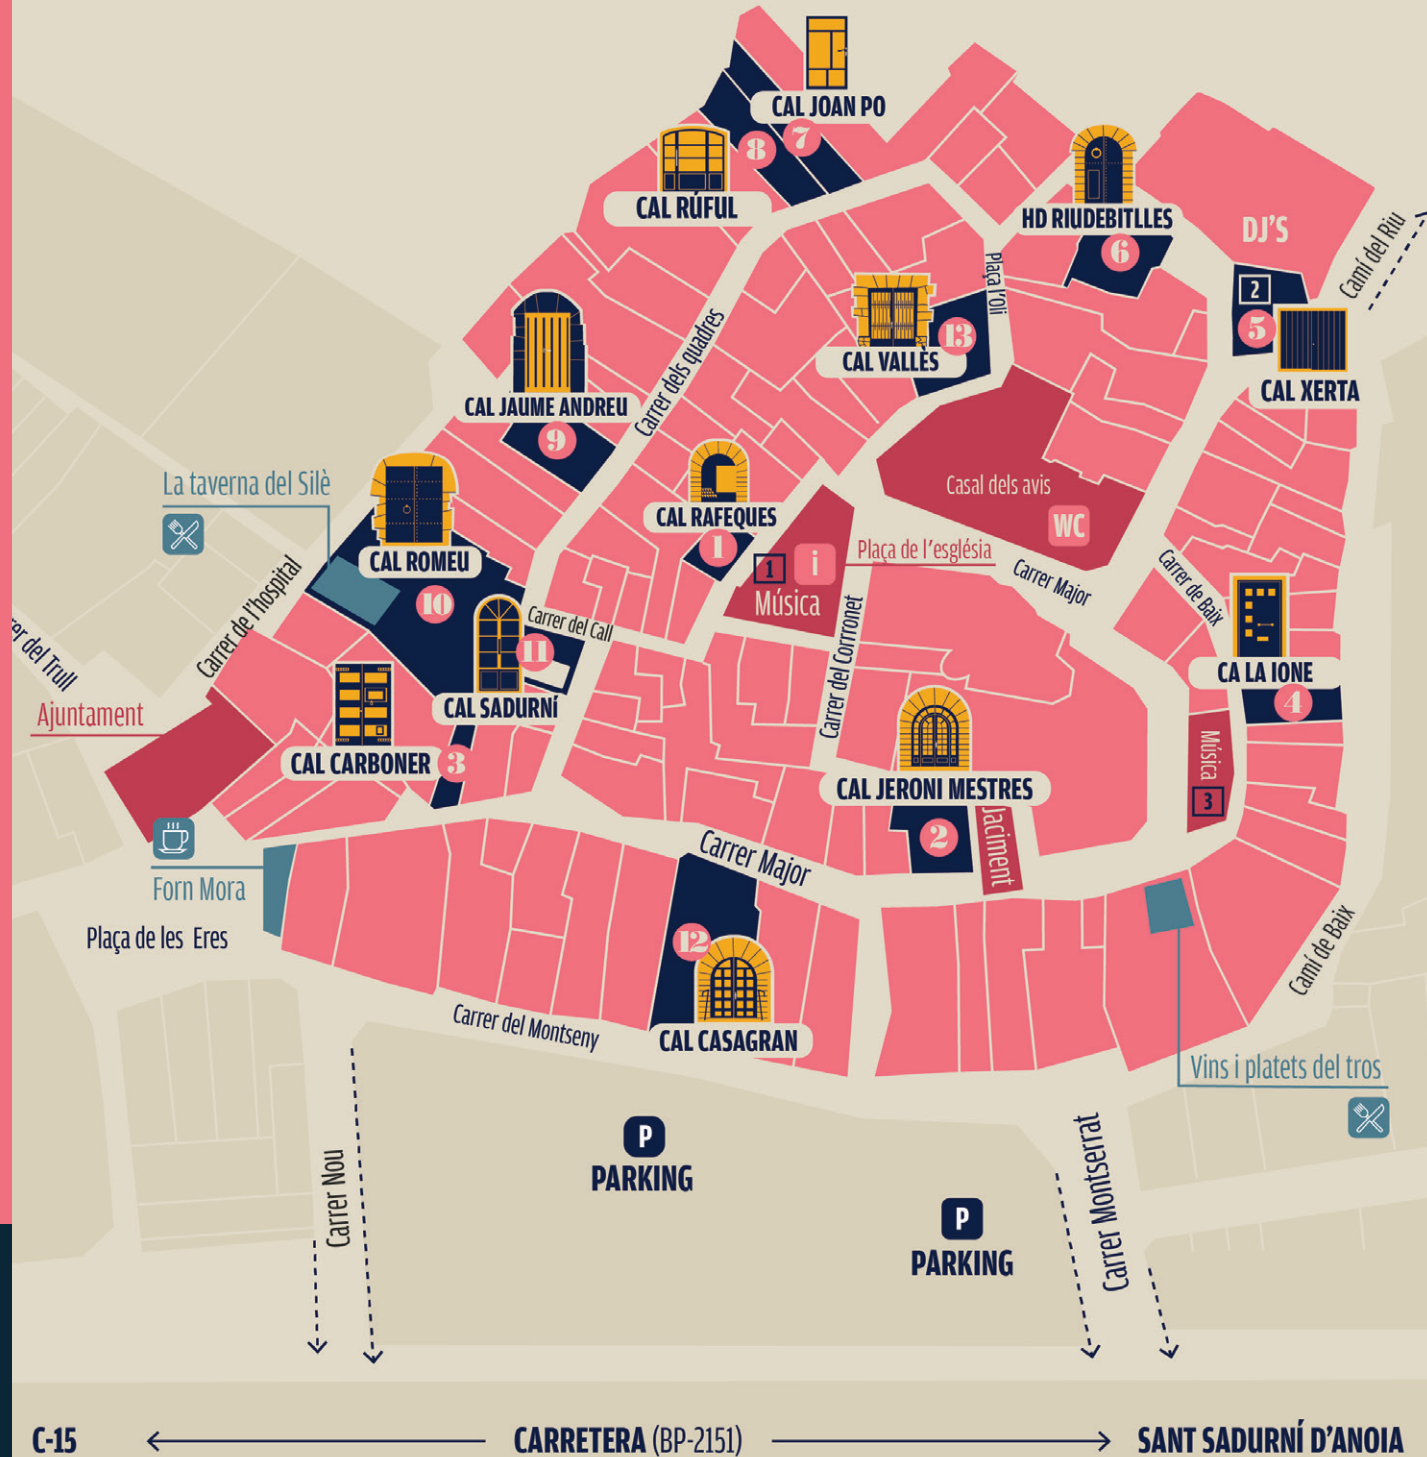 CAL JOAN PO
7
8
CAL RÚFUL
HD RIUDEBITLLES
6
DJ'S
Camí del Riu
Plaça l'oli
2
5
CAL XERTA
CAL VALLÈS
13
Carrer dels quadres
CAL JAUME ANDREU
9
La taverna del Silè
CAL ROMEU
10
CAL RAFEQUES
1
1
i
Música
Plaça de l'església
Casal dels avis
WC
Carrer Major
Carrer de Baix
Carrer de l'hospital
Carrer del Call
11
CAL SADURNÍ
Carrer del Corrronet
CA LA IONE
4
rer del Trull
Ajuntament
CAL CARBONER
3
CAL JERONI MESTRES
2
Jaciment
Música
3
Forn Mora
Plaça de les Eres
Carrer Major
12
CAL CASAGRAN
Carrer del Montseny
Camí de Baix
Vins i platets del tros
P
PARKING
P
PARKING
Carrer Nou
Carrer Montserrat
C-15
CARRETERA (BP-2151)
SANT SADURNÍ D'ANOIA